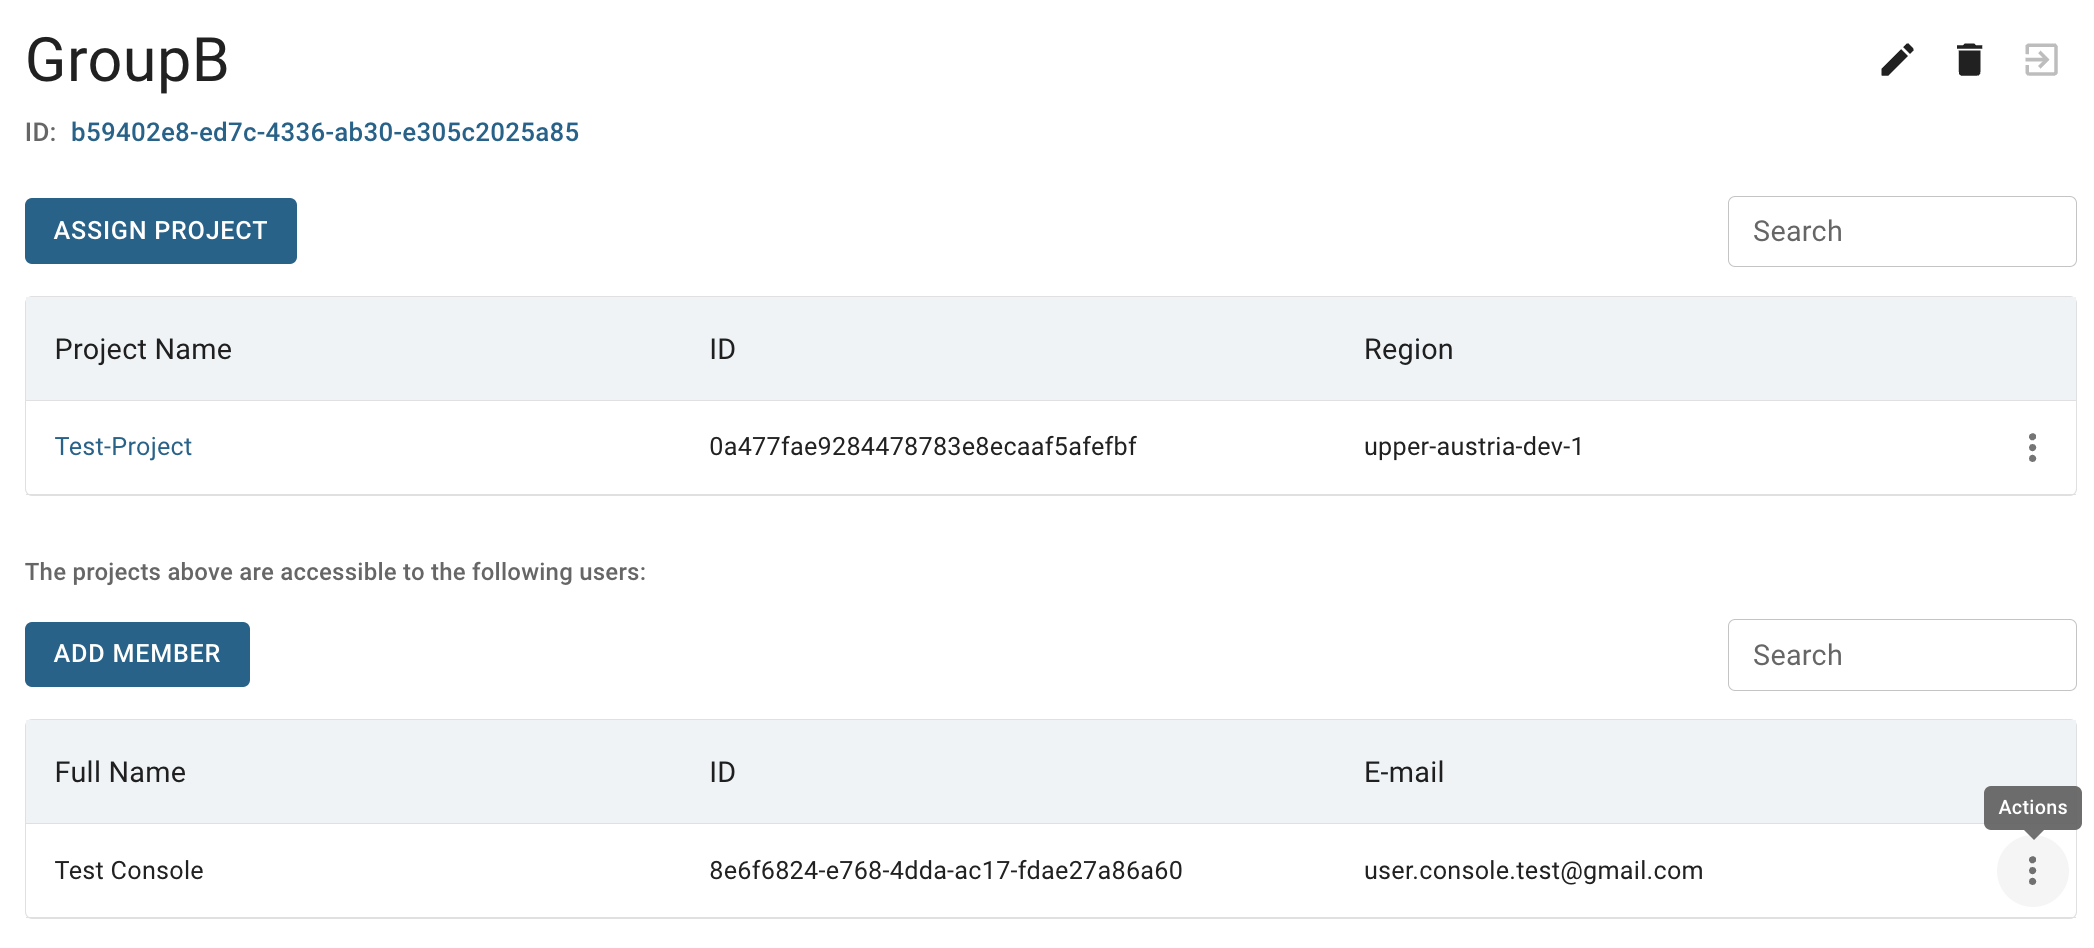 GroupB
ID: b59402e8-ed7c-4336-ab30-e305c2025a85
ASSIGN PROJECT
Search
Project Name ID Region
Test-Project 0a477fae9284478783e8ecaaf5afefbf upper-austria-dev-1
The projects above are accessible to the following users:
ADD MEMBER
Search
Full Name ID E-mail
Actions
Test Console 8e6f6824-e768-4dda-ac17-fdae27a86a60 user.console.test@gmail.com